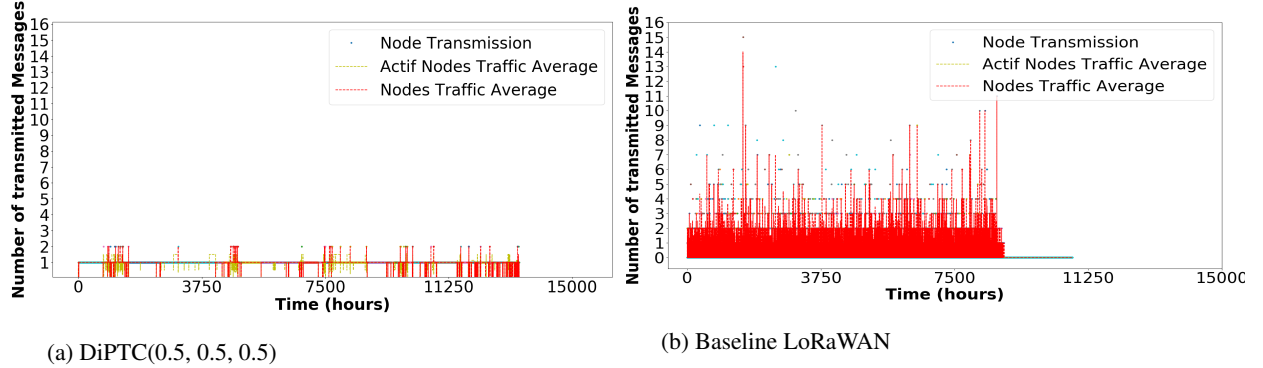 Number of transmitted Messages
16
15
14
13
12
11
10
9
8
7
6
5
4
3
2
1
Node Transmission
Actif Nodes Traffic Average
Nodes Traffic Average
0 3750 7500 11250 15000
Time (hours)
(a) DiPTC(0.5, 0.5, 0.5)
Number of transmitted Messages
16
15
14
13
12
11
10
9
8
7
6
5
4
3
2
1
0
Node Transmission
Actif Nodes Traffic Average
Nodes Traffic Average
0 3750 7500 11250 15000
Time (hours)
(b) Baseline LoRaWAN